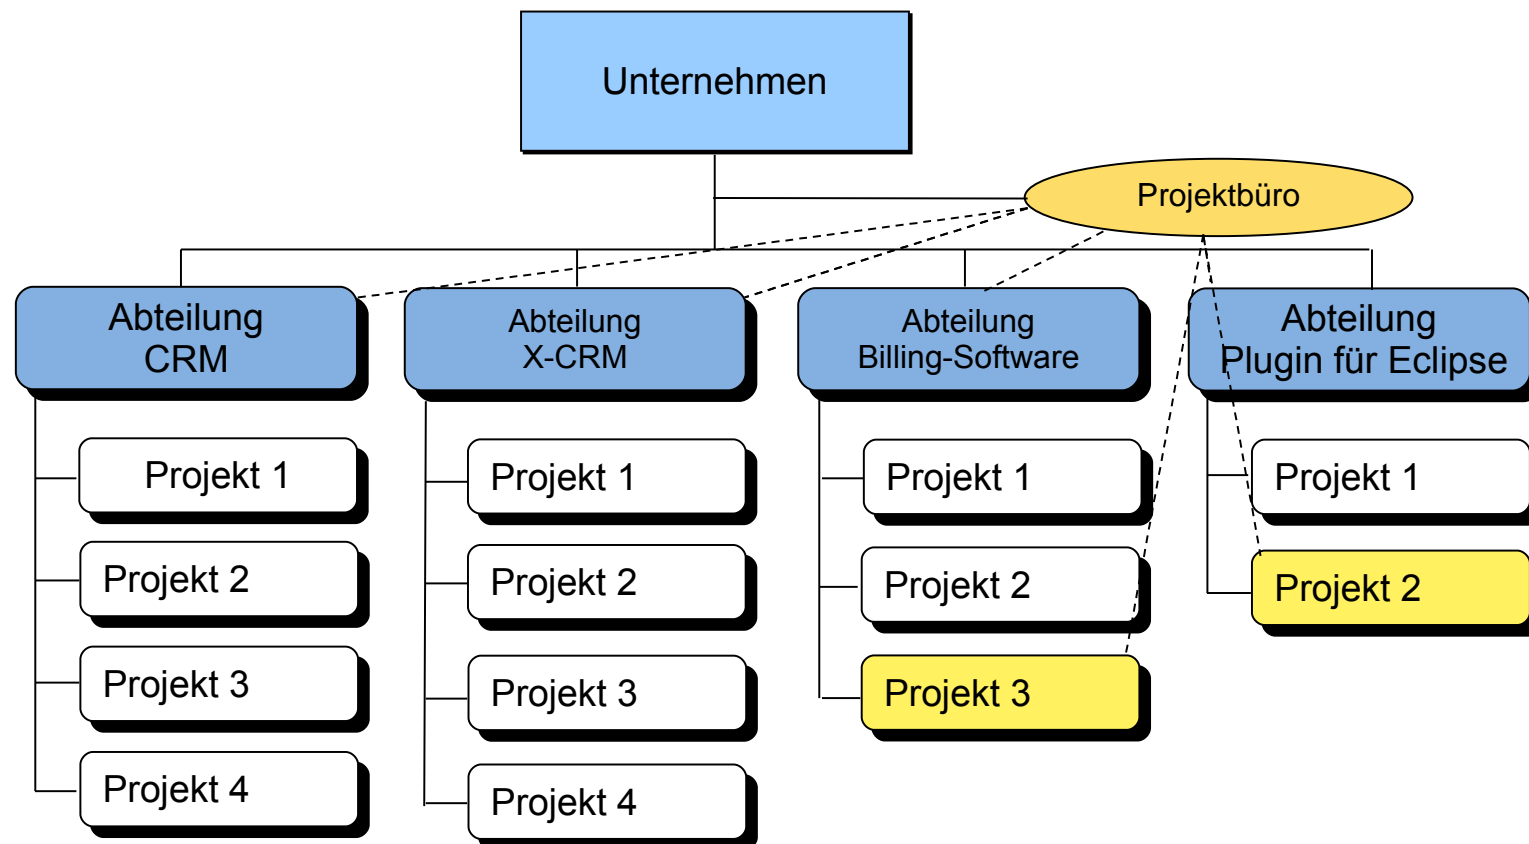 Unternehmen
Projektbüro
Abteilung
CRM
Abteilung
X-CRM
Abteilung
Billing-Software
Abteilung
Plugin für Eclipse
Projekt 1
Projekt 2
Projekt 3
Projekt 4
Projekt 1
Projekt 2
Projekt 3
Projekt 4
Projekt 1
Projekt 2
Projekt 3
Projekt 1
Projekt 2